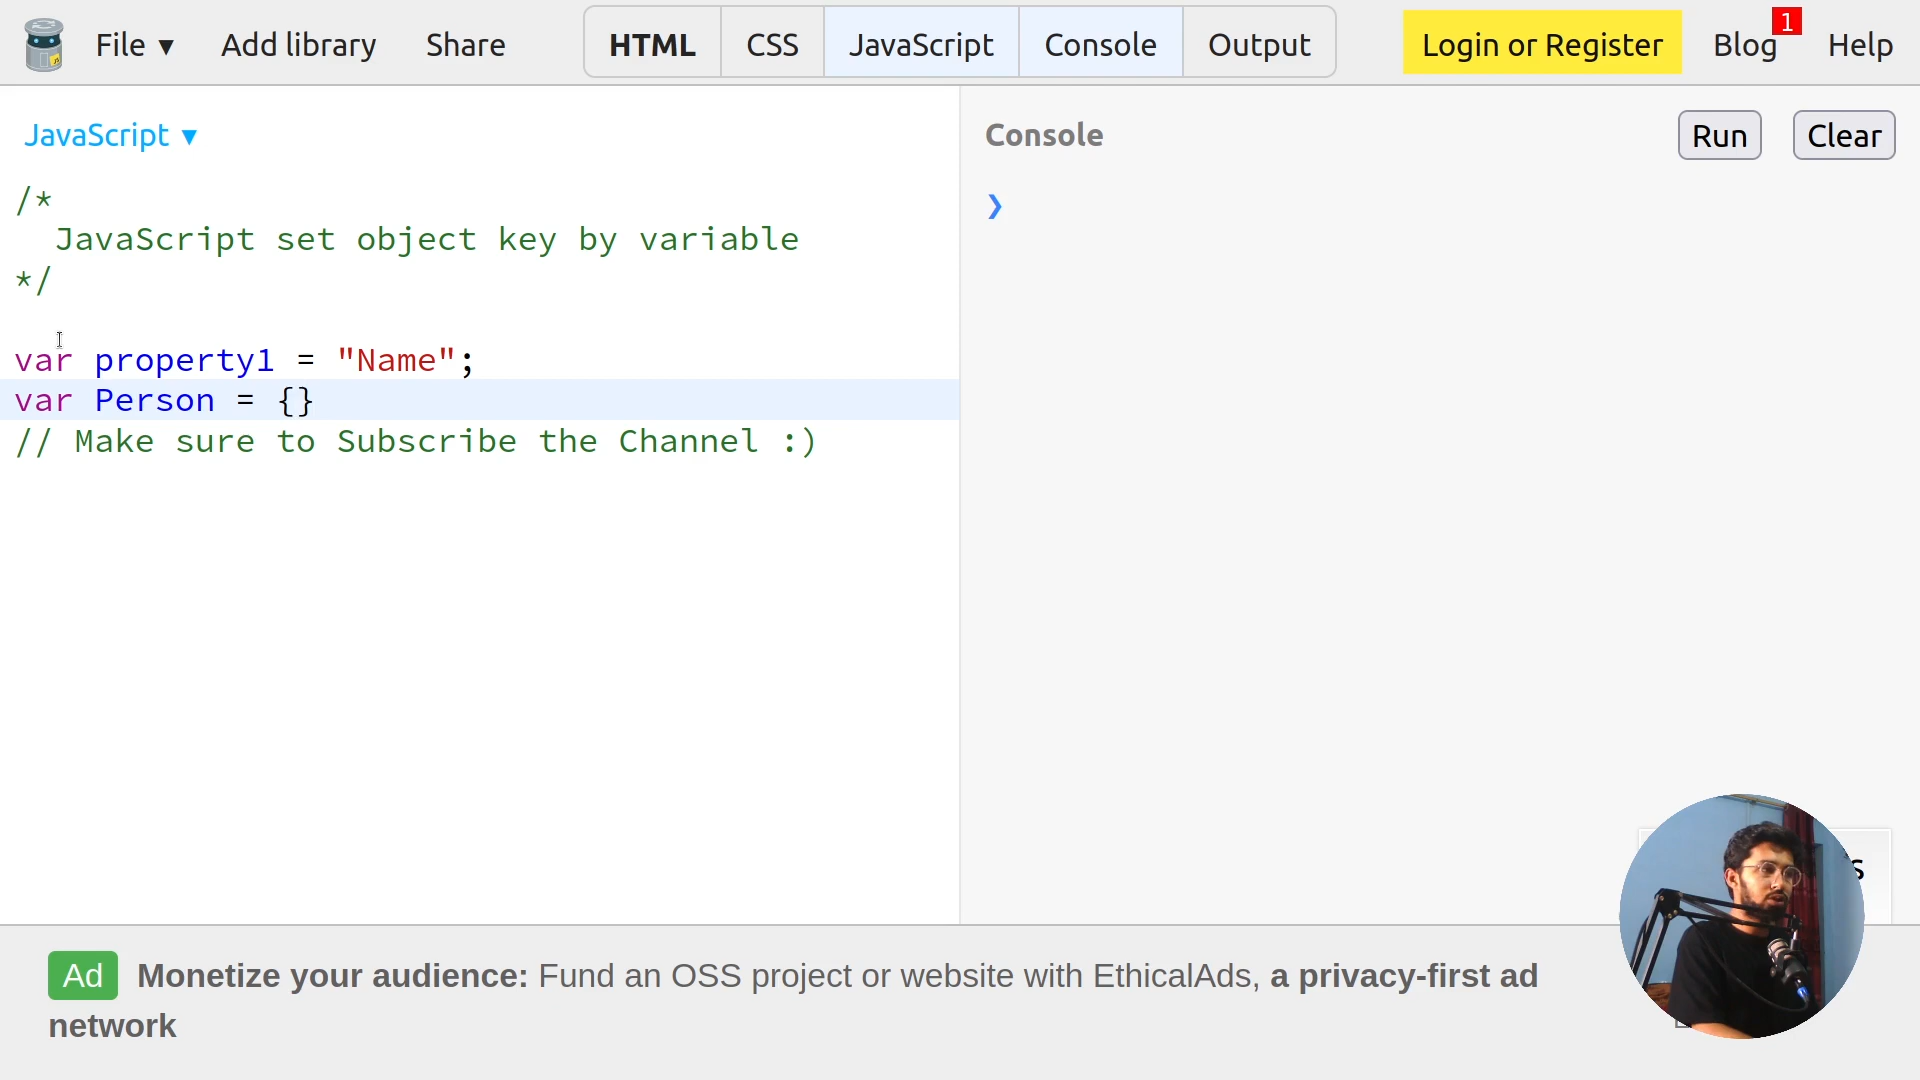 File ▾ Add library Share HTML CSS JavaScript Console Output Login or Register Blog 1 Help
JavaScript ▾
Console Run Clear
/*
JavaScript set object key by variable
*/
var property1 = "Name";
var Person = {}
// Make sure to Subscribe the Channel :)
❯
s
Ad Monetize your audience: Fund an OSS project or website with EthicalAds, a privacy-first ad
network